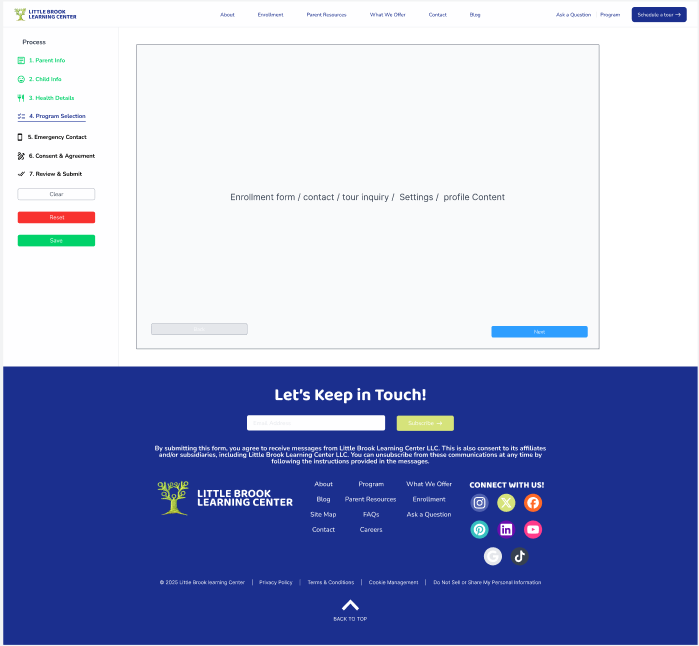 LITTLE BROOK
LEARNING CENTER
About
Enrollment
Parent Resources
What We Offer
Contact
Blog
Ask a Question
Program
Schedule a tour →
Process
1. Parent Info
2. Child Info
3. Health Details
4. Program Selection
5. Emergency Contact
6. Consent & Agreement
7. Review & Submit
Clear
Reset
Save
Enrollment form / contact / tour inquiry / Settings / profile Content
Next
Let's Keep in Touch!
Subscribe →
By submitting this form, you agree to receive messages from Little Brook Learning Center LLC. This is also consent to its affiliates
and/or subsidiaries, including Little Brook Learning Center LLC. You can unsubscribe from these communications at any time by
following the instructions provided in the messages.
LITTLE BROOK
LEARNING CENTER
About
Program
What We Offer
Blog
Parent Resources
Enrollment
Site Map
FAQs
Ask a Question
Contact
Careers
CONNECT WITH US!
© 2025 Little Brook learning Center | Privacy Policy | Terms & Conditions | Cookie Management | Do Not Sell or Share My Personal Information
BACK TO TOP